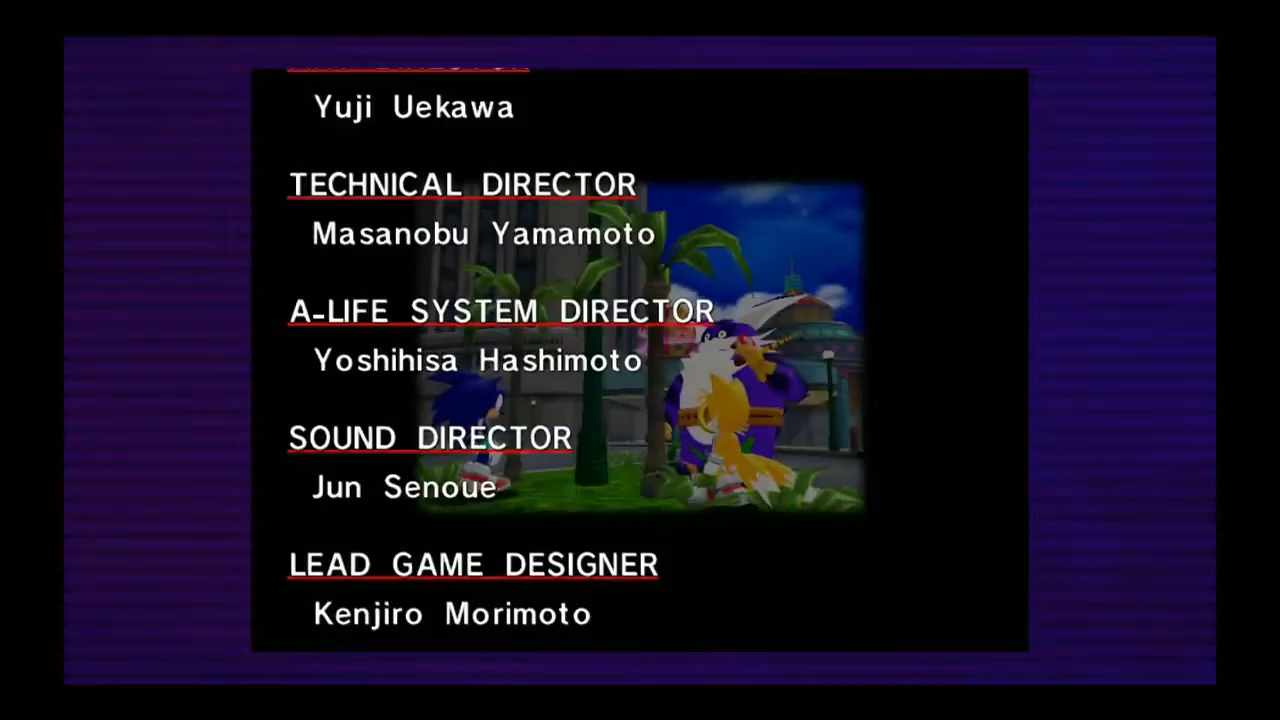 Yuji Uekawa
TECHNICAL DIRECTOR
Masanobu Yamamoto
A-LIFE SYSTEM DIRECTOR
Yoshihisa Hashimoto
SOUND DIRECTOR
Jun Senoue
LEAD GAME DESIGNER
Kenjiro Morimoto